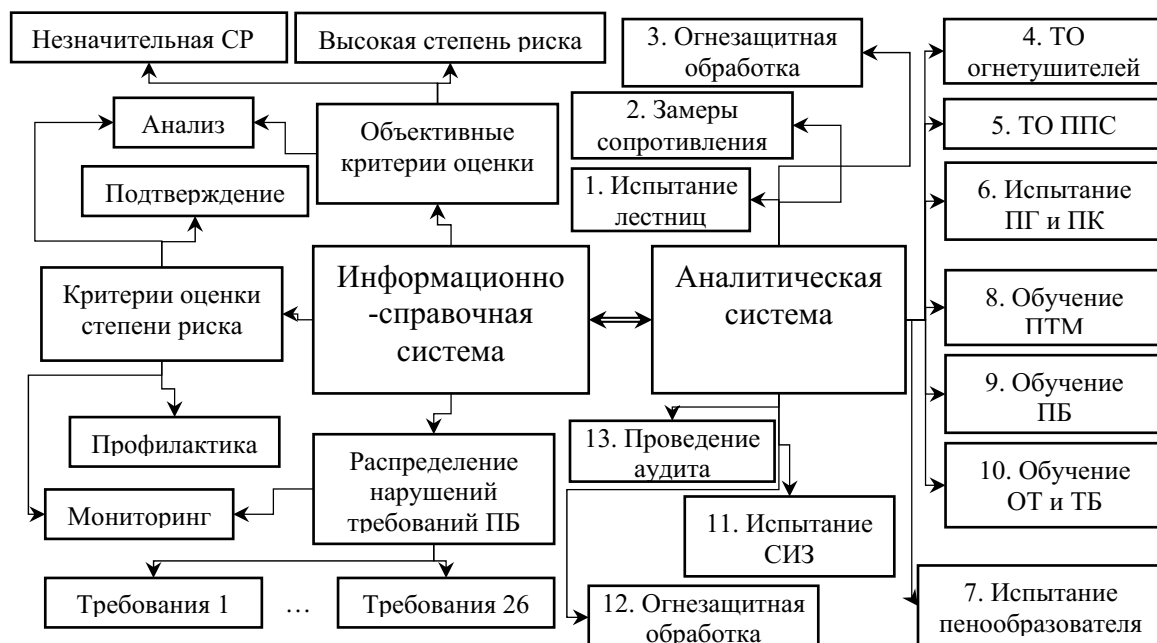 Незначительная СР
Высокая степень риска
3. Огнезащитная
обработка
4. ТО
огнетушителей
Анализ
Объективные
критерии оценки
2. Замеры
сопротивления
5. ТО ППС
Подтверждение
1. Испытание
лестниц
6. Испытание
ПГ и ПК
Критерии оценки
степени риска
Информационно
-справочная
система
Аналитическая
система
8. Обучение
ПТМ
9. Обучение
ПБ
Профилактика
Распределение
нарушений
требований ПБ
13. Проведение
аудита
10. Обучение
ОТ и ТБ
Мониторинг
11. Испытание
СИЗ
Требования 1
...
Требования 26
12. Огнезащитная
обработка
7. Испытание
пенообразователя